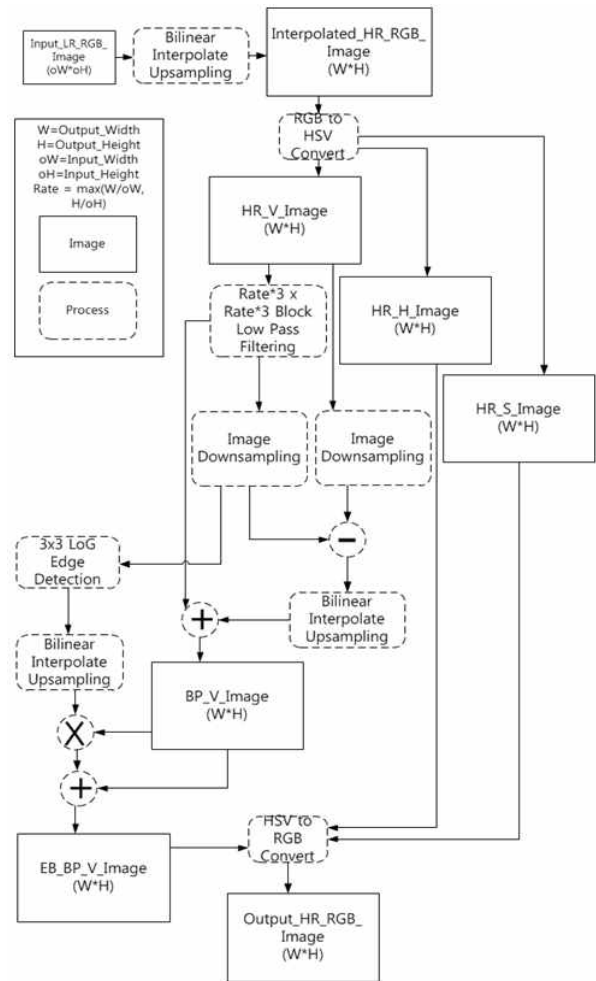 Input_LR_RGB_
Image
(oW*oH)
Bilinear
Interpolate
Upsampling
Interpolated_HR_RGB_
Image
(W*H)
RGB to
HSV
Convert
W=Output_Width
H=Output_Height
oW=Input_Width
oH=Input_Height
Rate = max(W/oW,
H/oH)
Image
Process
HR_V_Image
(W*H)
Rate*3 x
Rate*3 Block
Low Pass
Filtering
HR_H_Image
(W*H)
HR_S_Image
(W*H)
Image
Downsampling
Image
Downsampling
−
3x3 LoG
Edge
Detection
Bilinear
Interpolate
Upsampling
+
Bilinear
Interpolate
Upsampling
BP_V_Image
(W*H)
X
+
HSV to
RGB
Convert
EB_BP_V_Image
(W*H)
Output_HR_RGB_
Image
(W*H)